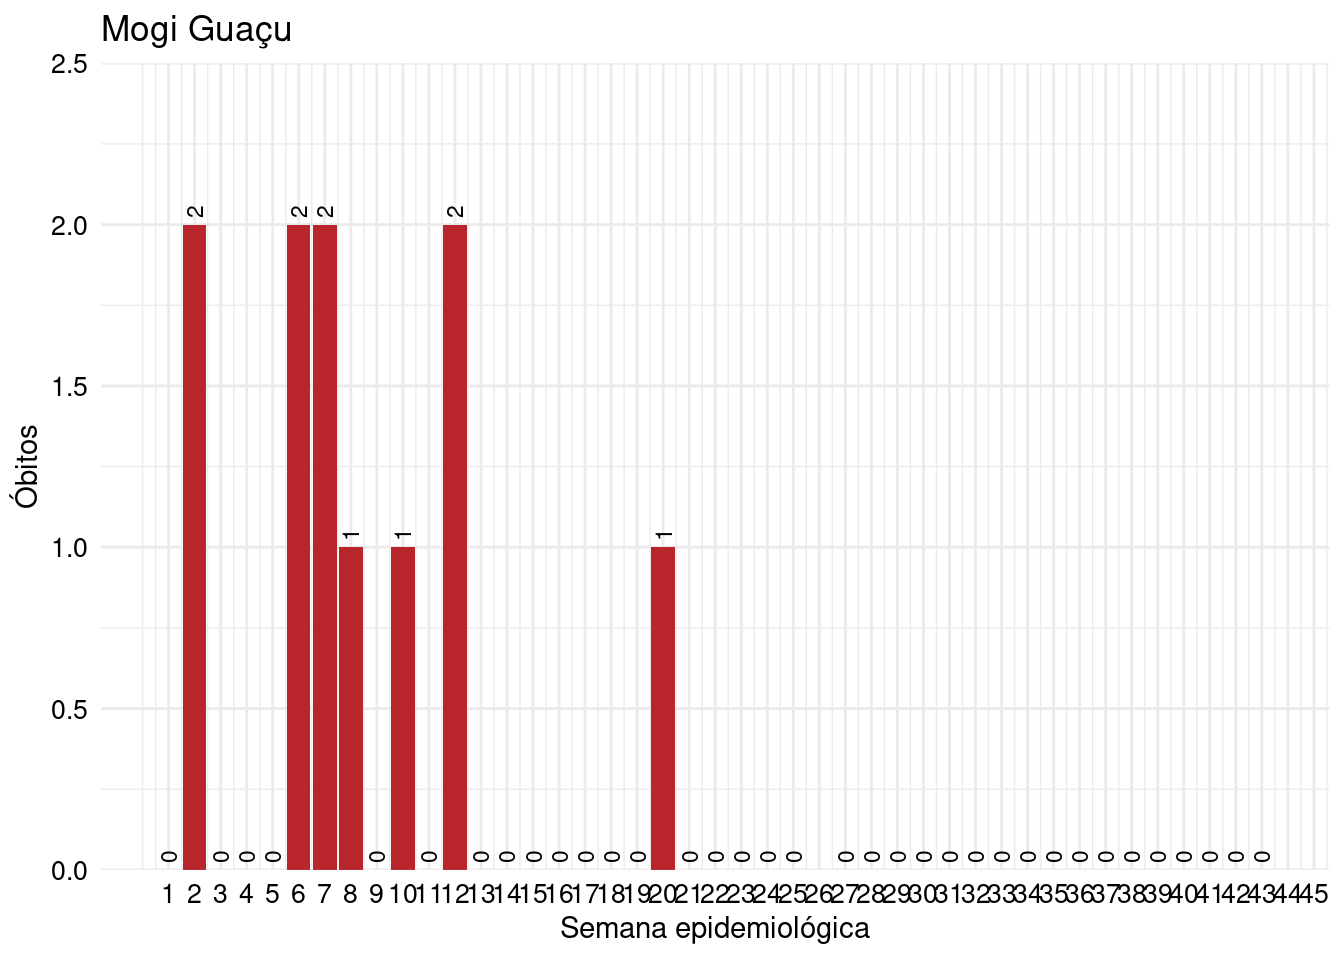 Mogi Guaçu
2.5
2.0
1.5
1.0
0.5
0.0
Óbitos
0 2 0 0 0 2 2 1 0 1 0 2 0 0 0 0 0 0 0 1 0 0 0 0 0 0 0 0 0 0 0 0 0 0 0 0 0 0 0 0 0 0
1 2 3 4 5 6 7 8 9 10 11 12 13 14 15 16 17 18 19 20 21 22 23 24 25 26 27 28 29 30 31 32 33 34 35 36 37 38 39 40 41 42 43 44 45
Semana epidemiológica